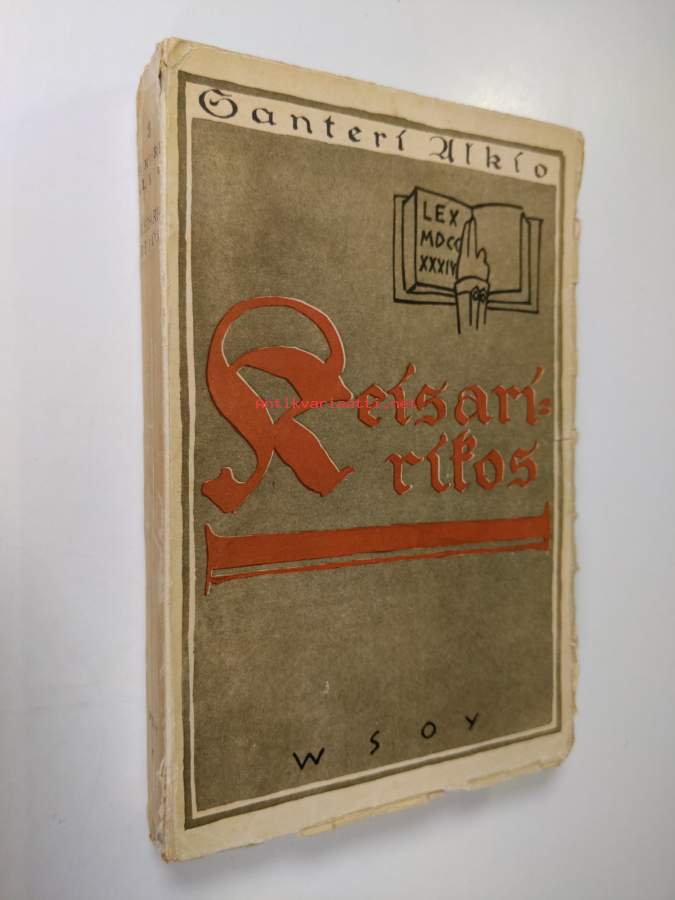 Santeri Alkio
LEX
MDCC
XXXIV
Keisari=
rikos
antikvariaatti.net
WSOY